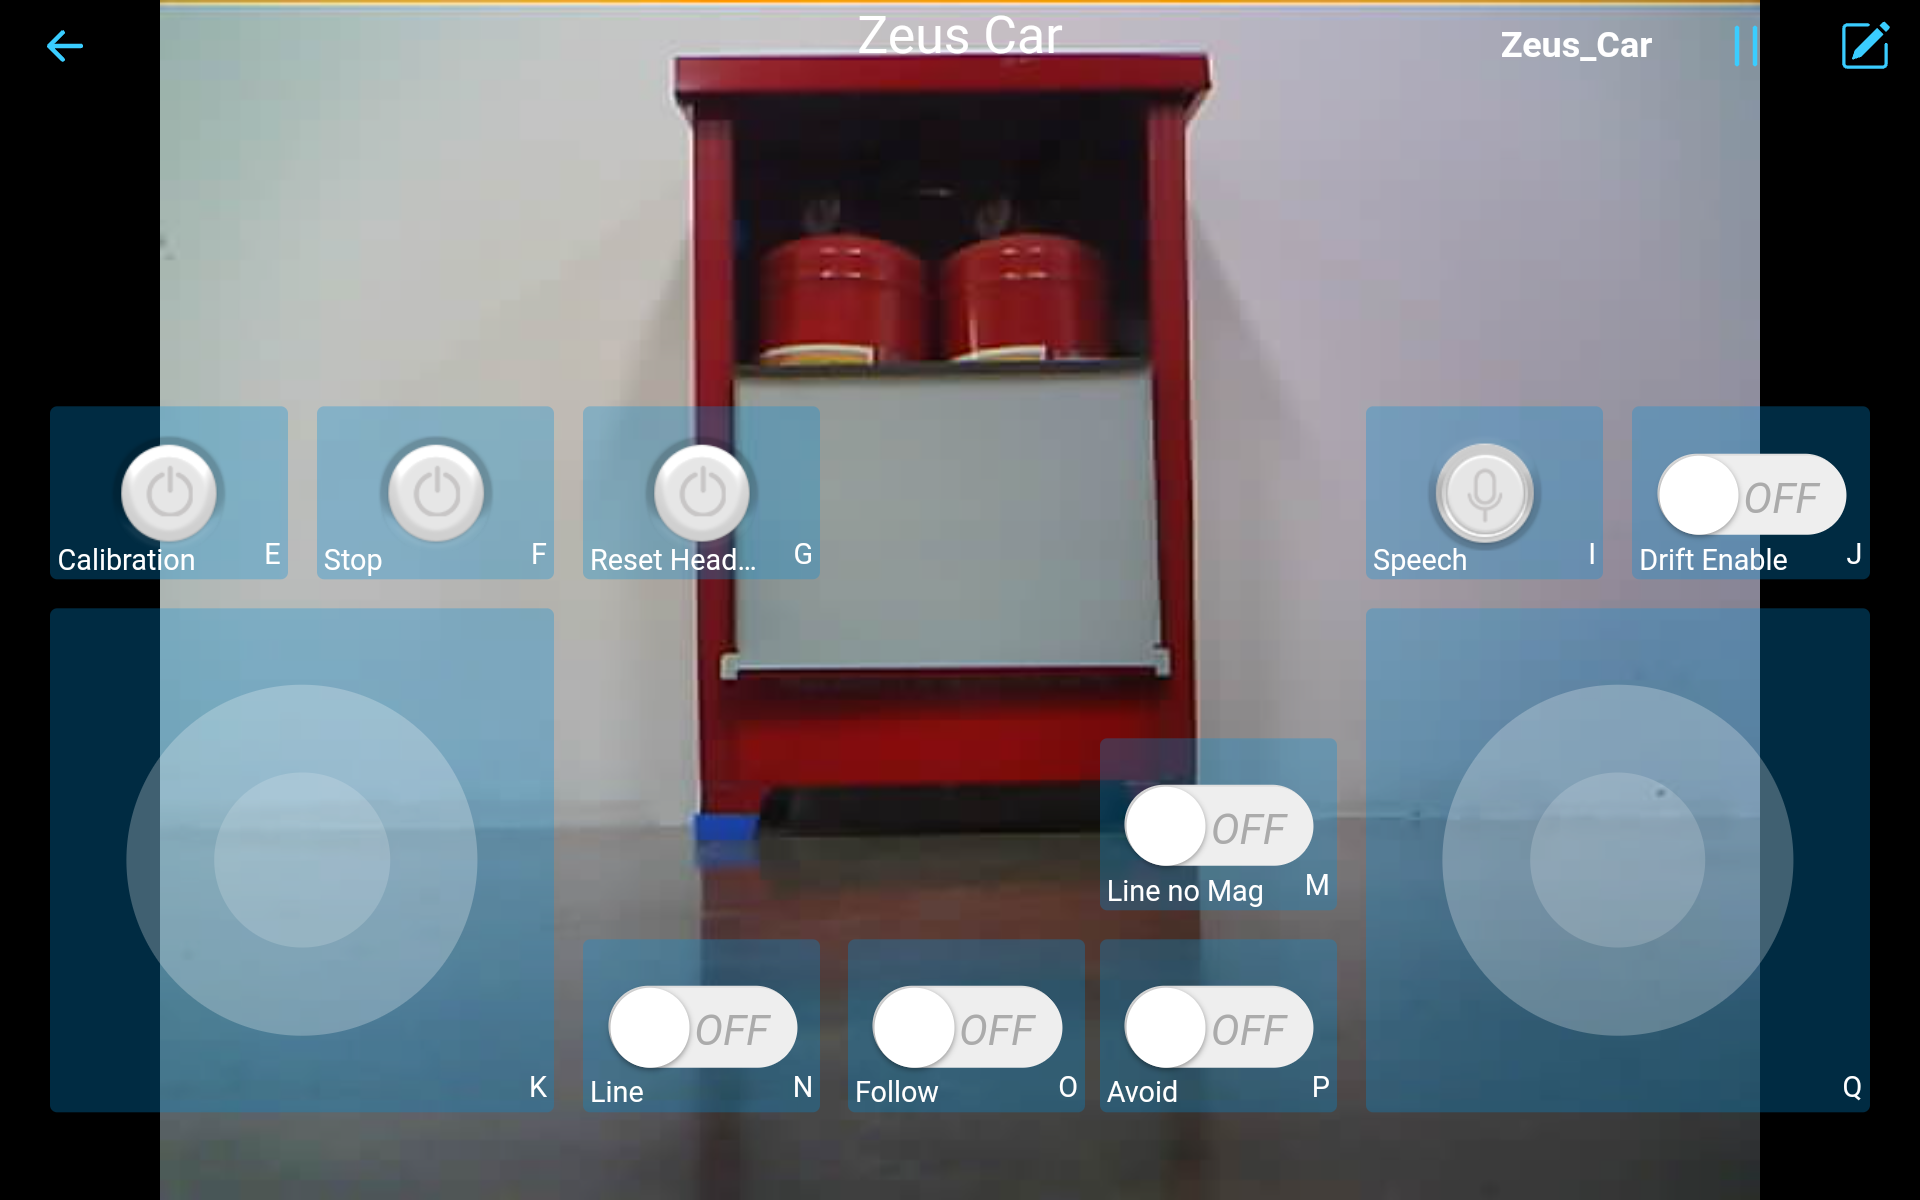 Zeus Car
Zeus_Car
Calibration E
Stop F
Reset Head... G
Speech I
OFF
Drift Enable J
OFF
Line no Mag M
K
OFF
Line N
OFF
Follow O
OFF
Avoid P
Q